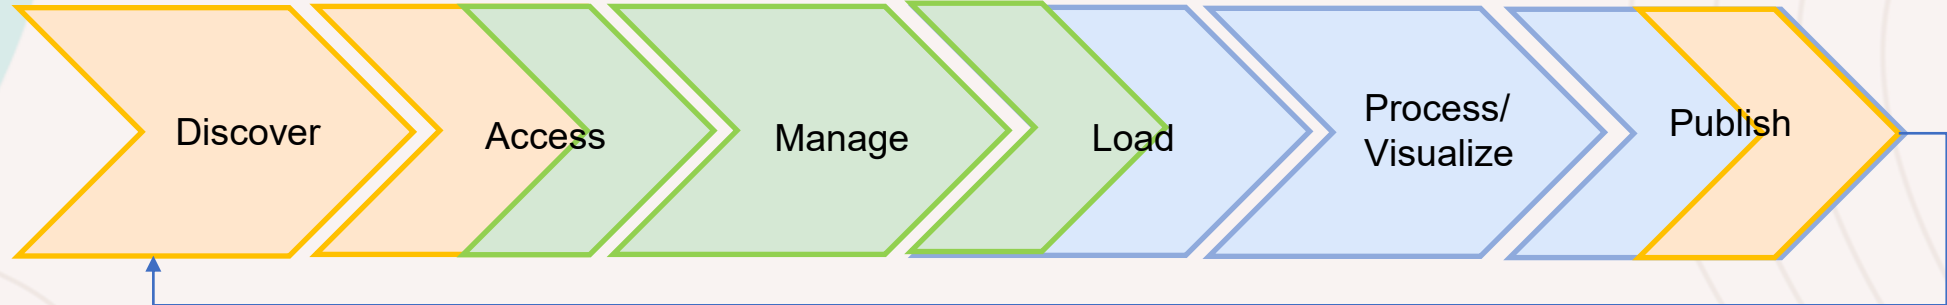 Discover
Access
Manage
Load
Process/
Visualize
Publish